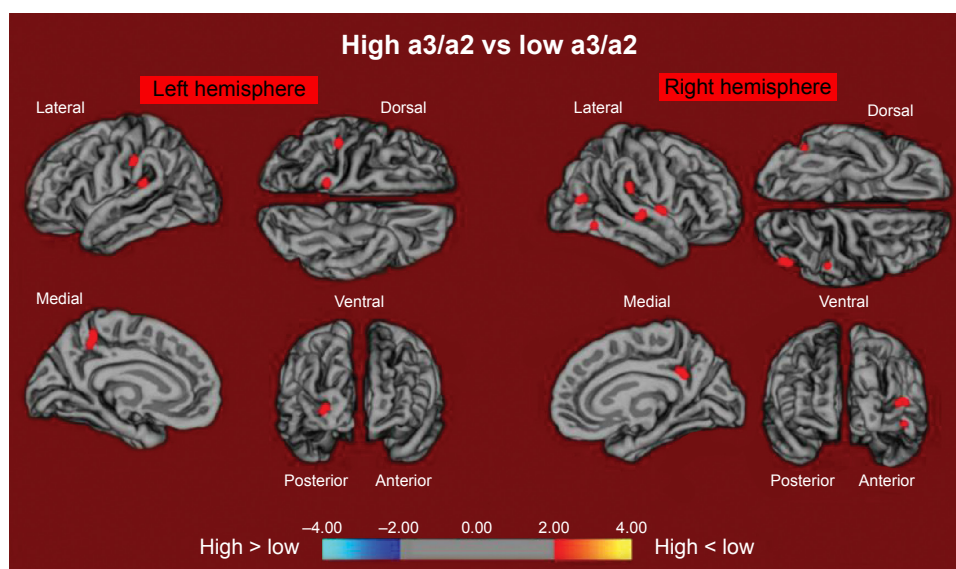 High a3/a2 vs low a3/a2
Left hemisphere
Right hemisphere
Lateral
Dorsal
Lateral
Dorsal
Medial
Ventral
Medial
Ventral
Posterior
Anterior
Posterior
Anterior
–4.00 –2.00 0.00 2.00 4.00
High > low
High < low